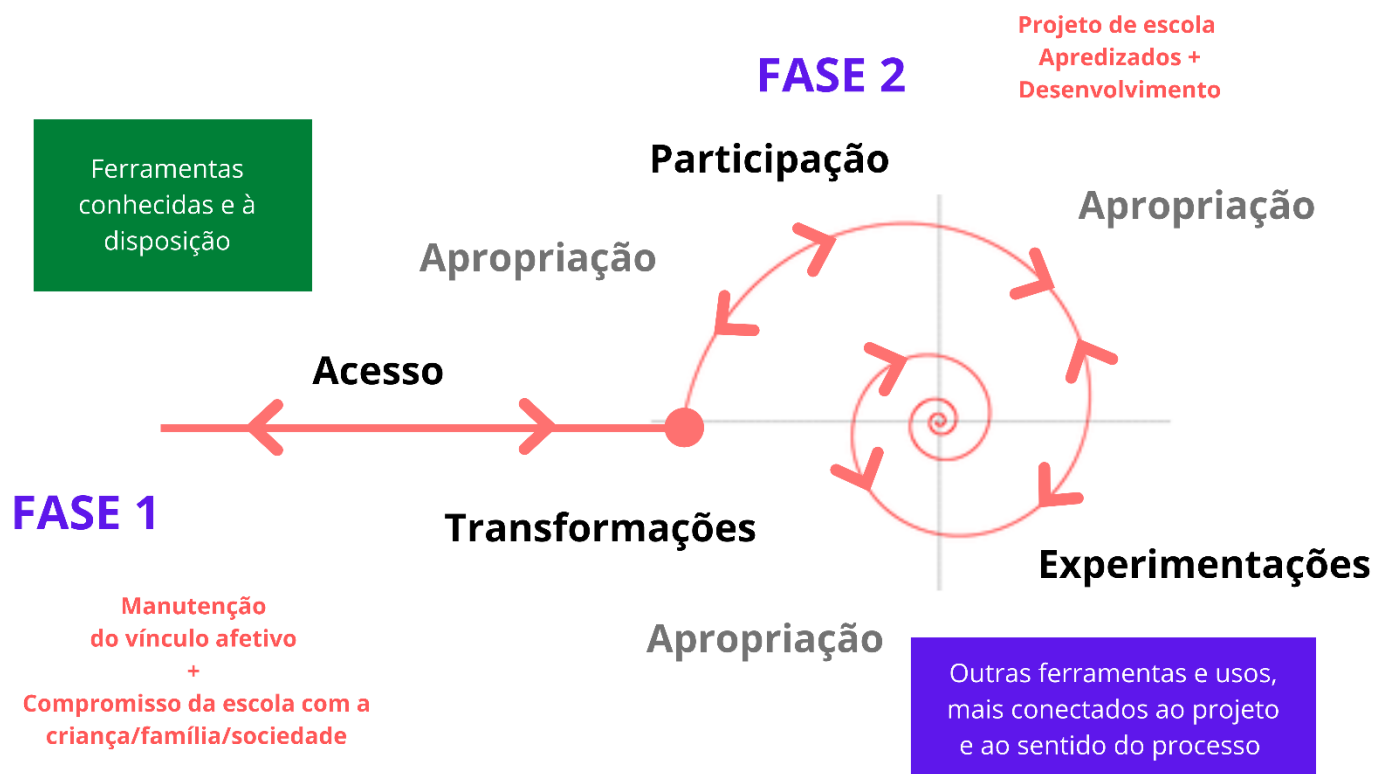 Projeto de escola
Apredizados +
Desenvolvimento
FASE 2
Participação
Ferramentas
conhecidas e à
disposição
Apropriação
Apropriação
Acesso
FASE 1
Transformações
Experimentações
Manutenção
do vínculo afetivo
+
Compromisso da escola com a
criança/família/sociedade
Apropriação
Outras ferramentas e usos,
mais conectados ao projeto
e ao sentido do processo